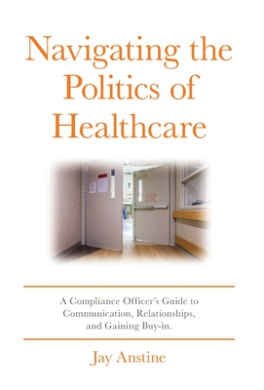 Navigating the
Politics of
Healthcare
A Compliance Officer's Guide to
Communication, Relationships,
and Gaining Buy-in.
Jay Anstine